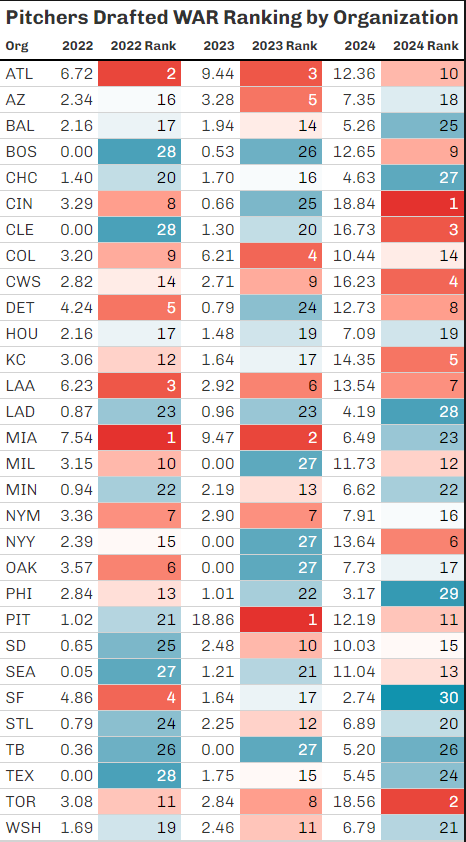 Pitchers Drafted WAR Ranking by Organization
Org 2022 2022 Rank 2023 2023 Rank 2024 2024 Rank
ATL 6.72 2 9.44 3 12.36 10
AZ 2.34 16 3.28 5 7.35 18
BAL 2.16 17 1.94 14 5.26 25
BOS 0.00 28 0.53 26 12.65 9
CHC 1.40 20 1.70 16 4.63 27
CIN 3.29 8 0.66 25 18.84 1
CLE 0.00 28 1.30 20 16.73 3
COL 3.20 9 6.21 4 10.44 14
CWS 2.82 14 2.71 9 16.23 4
DET 4.24 5 0.79 24 12.73 8
HOU 2.16 17 1.48 19 7.09 19
KC 3.06 12 1.64 17 14.35 5
LAA 6.23 3 2.92 6 13.54 7
LAD 0.87 23 0.96 23 4.19 28
MIA 7.54 1 9.47 2 6.49 23
MIL 3.15 10 0.00 27 11.73 12
MIN 0.94 22 2.19 13 6.62 22
NYM 3.36 7 2.90 7 7.91 16
NYY 2.39 15 0.00 27 13.64 6
OAK 3.57 6 0.00 27 7.73 17
PHI 2.84 13 1.01 22 3.17 29
PIT 1.02 21 18.86 1 12.19 11
SD 0.65 25 2.48 10 10.03 15
SEA 0.05 27 1.21 21 11.04 13
SF 4.86 4 1.64 17 2.74 30
STL 0.79 24 2.25 12 6.89 20
TB 0.36 26 0.00 27 5.20 26
TEX 0.00 28 1.75 15 5.45 24
TOR 3.08 11 2.84 8 18.56 2
WSH 1.69 19 2.46 11 6.79 21